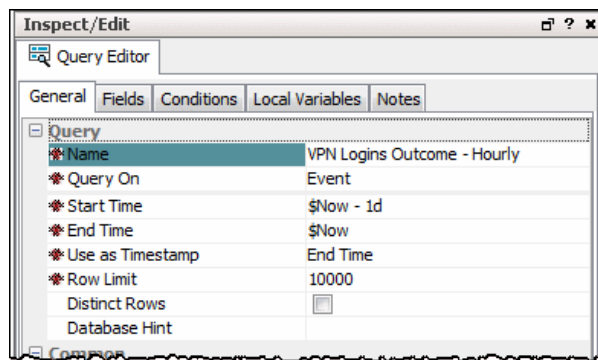 Inspect/Edit
Query Editor
General Fields Conditions Local Variables Notes
Query
Name VPN Logins Outcome - Hourly
Query On Event
Start Time $Now - 1d
End Time $Now
Use as Timestamp End Time
Row Limit 10000
Distinct Rows
Database Hint
Common